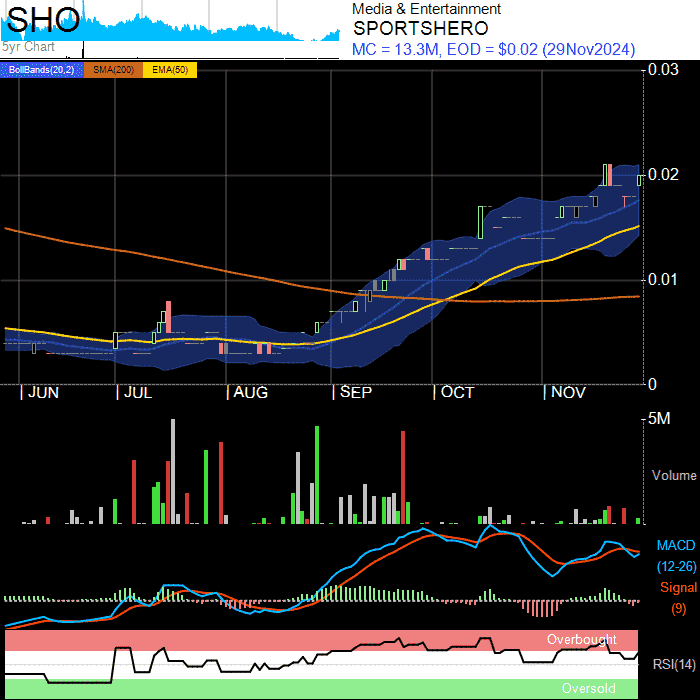 SHO
5yr Chart
Media & Entertainment
SPORTSHERO
MC = 13.3M, EOD = $0.02 (29Nov2024)
BollBands(20,2) SMA(200) EMA(50)
0.03
0.02
0.01
0
JUN JUL AUG SEP OCT NOV
5M
Volume
MACD
(12-26)
Signal
(9)
Overbought
RSI(14)
Oversold